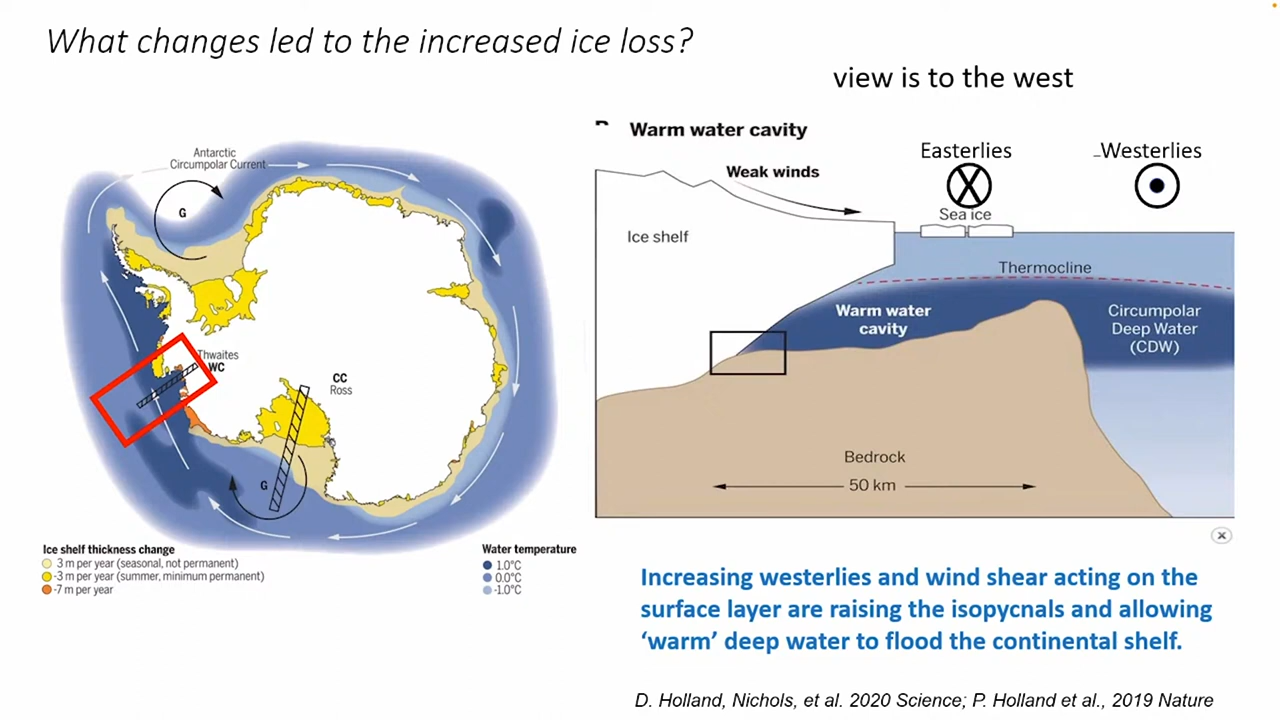 What changes led to the increased ice loss?
view is to the west
Antarctic
Circumpolar Current
G
Thwaites
WC
CC
Ross
G
Ice shelf thickness change
3 m per year (seasonal, not permanent)
-3 m per year (summer, minimum permanent)
-7 m per year
Water temperature
1.0°C
0.0°C
-1.0°C
Warm water cavity
Weak winds
Easterlies
Westerlies
Sea ice
Ice shelf
Thermocline
Warm water
cavity
Circumpolar
Deep Water
(CDW)
Bedrock
50 km
Increasing westerlies and wind shear acting on the
surface layer are raising the isopycnals and allowing
‘warm’ deep water to flood the continental shelf.
D. Holland, Nichols, et al. 2020 Science; P. Holland et al., 2019 Nature